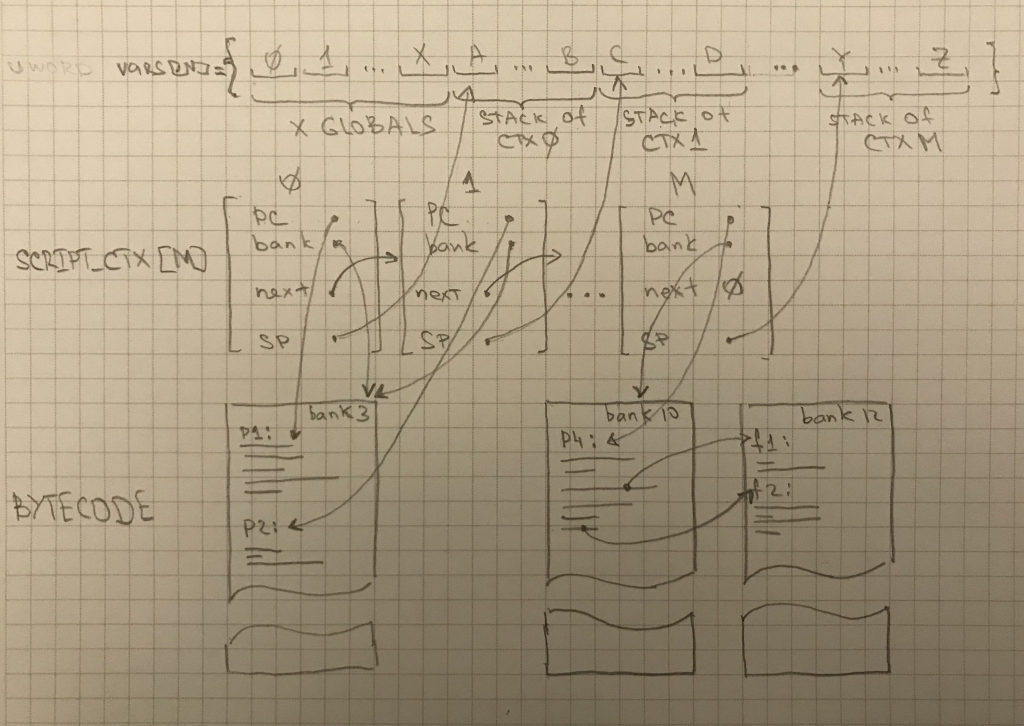 UWORD VARS[N]={ Ø 1 ... X A ... B C ... D ... Y ... Z }
X GLOBALS STACK of CTX Ø STACK of CTX 1 STACK of CTX M
Ø 1 M
SCRIPT_CTX [M]
PC
bank
next
SP
PC
bank
next
SP
...
PC
bank
next Ø
SP
BYTECODE
bank 3
P1:
P2:
bank 10
P4:
bank 12
f1:
f2: